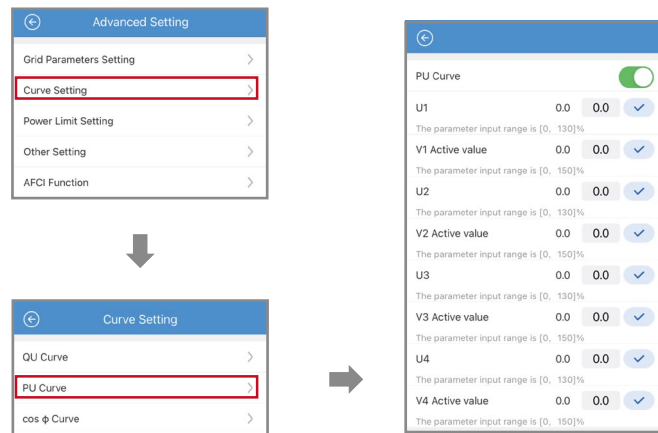 Advanced Setting
Grid Parameters Setting
Curve Setting
Power Limit Setting
Other Setting
AFCI Function
Curve Setting
QU Curve
PU Curve
cos ϕ Curve
PU Curve
U1 0.0 0.0
The parameter input range is [0, 130]%
V1 Active value 0.0 0.0
The parameter input range is [0, 150]%
U2 0.0 0.0
The parameter input range is [0, 130]%
V2 Active value 0.0 0.0
The parameter input range is [0, 150]%
U3 0.0 0.0
The parameter input range is [0, 130]%
V3 Active value 0.0 0.0
The parameter input range is [0, 150]%
U4 0.0 0.0
The parameter input range is [0, 130]%
V4 Active value 0.0 0.0
The parameter input range is [0, 150]%